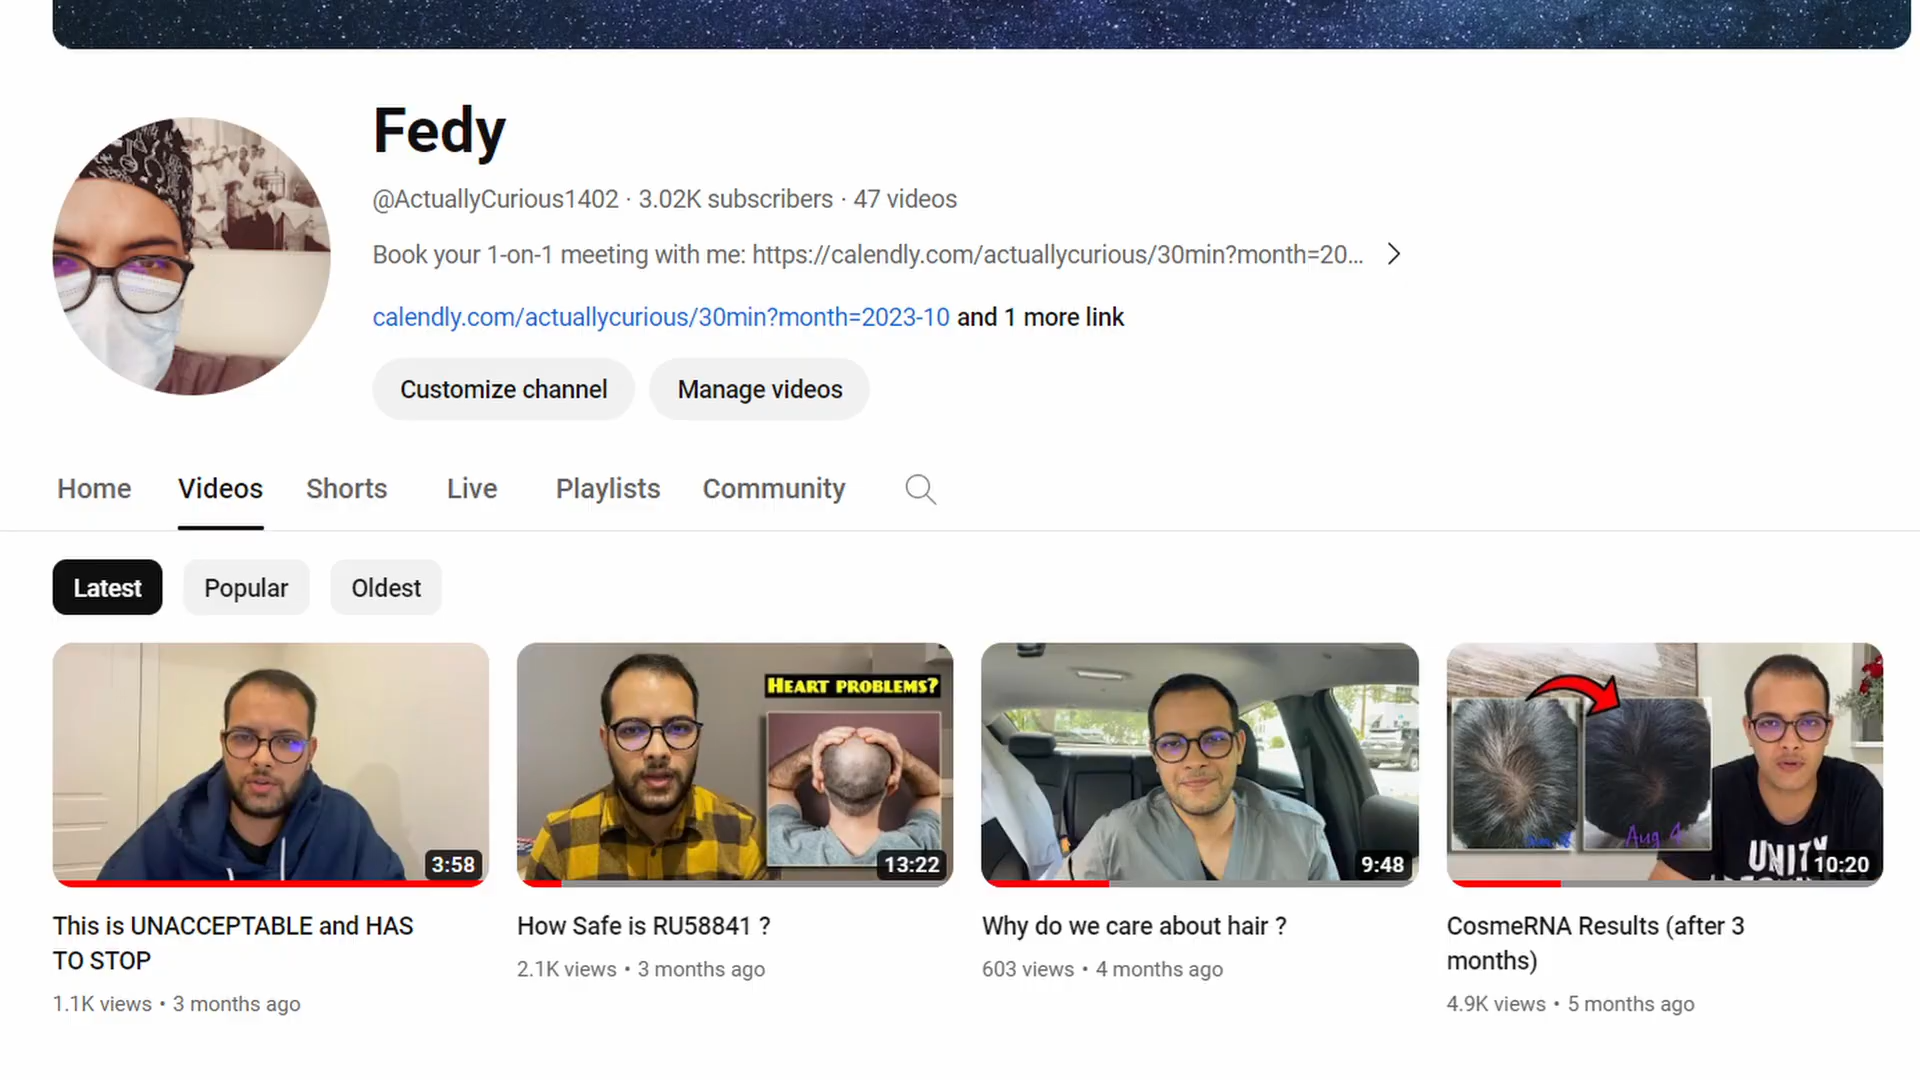 Fedy
@ActuallyCurious1402 · 3.02K subscribers · 47 videos
Book your 1-on-1 meeting with me: https://calendly.com/actuallycurious/30min?month=20...
calendly.com/actuallycurious/30min?month=2023-10 and 1 more link
Customize channel Manage videos
Home Videos Shorts Live Playlists Community
Latest Popular Oldest
HEART PROBLEMS?
Aug 4
UNITY
3:58 13:22 9:48 10:20
This is UNACCEPTABLE and HAS
TO STOP
1.1K views • 3 months ago
How Safe is RU58841 ?
2.1K views • 3 months ago
Why do we care about hair ?
603 views • 4 months ago
CosmeRNA Results (after 3
months)
4.9K views • 5 months ago